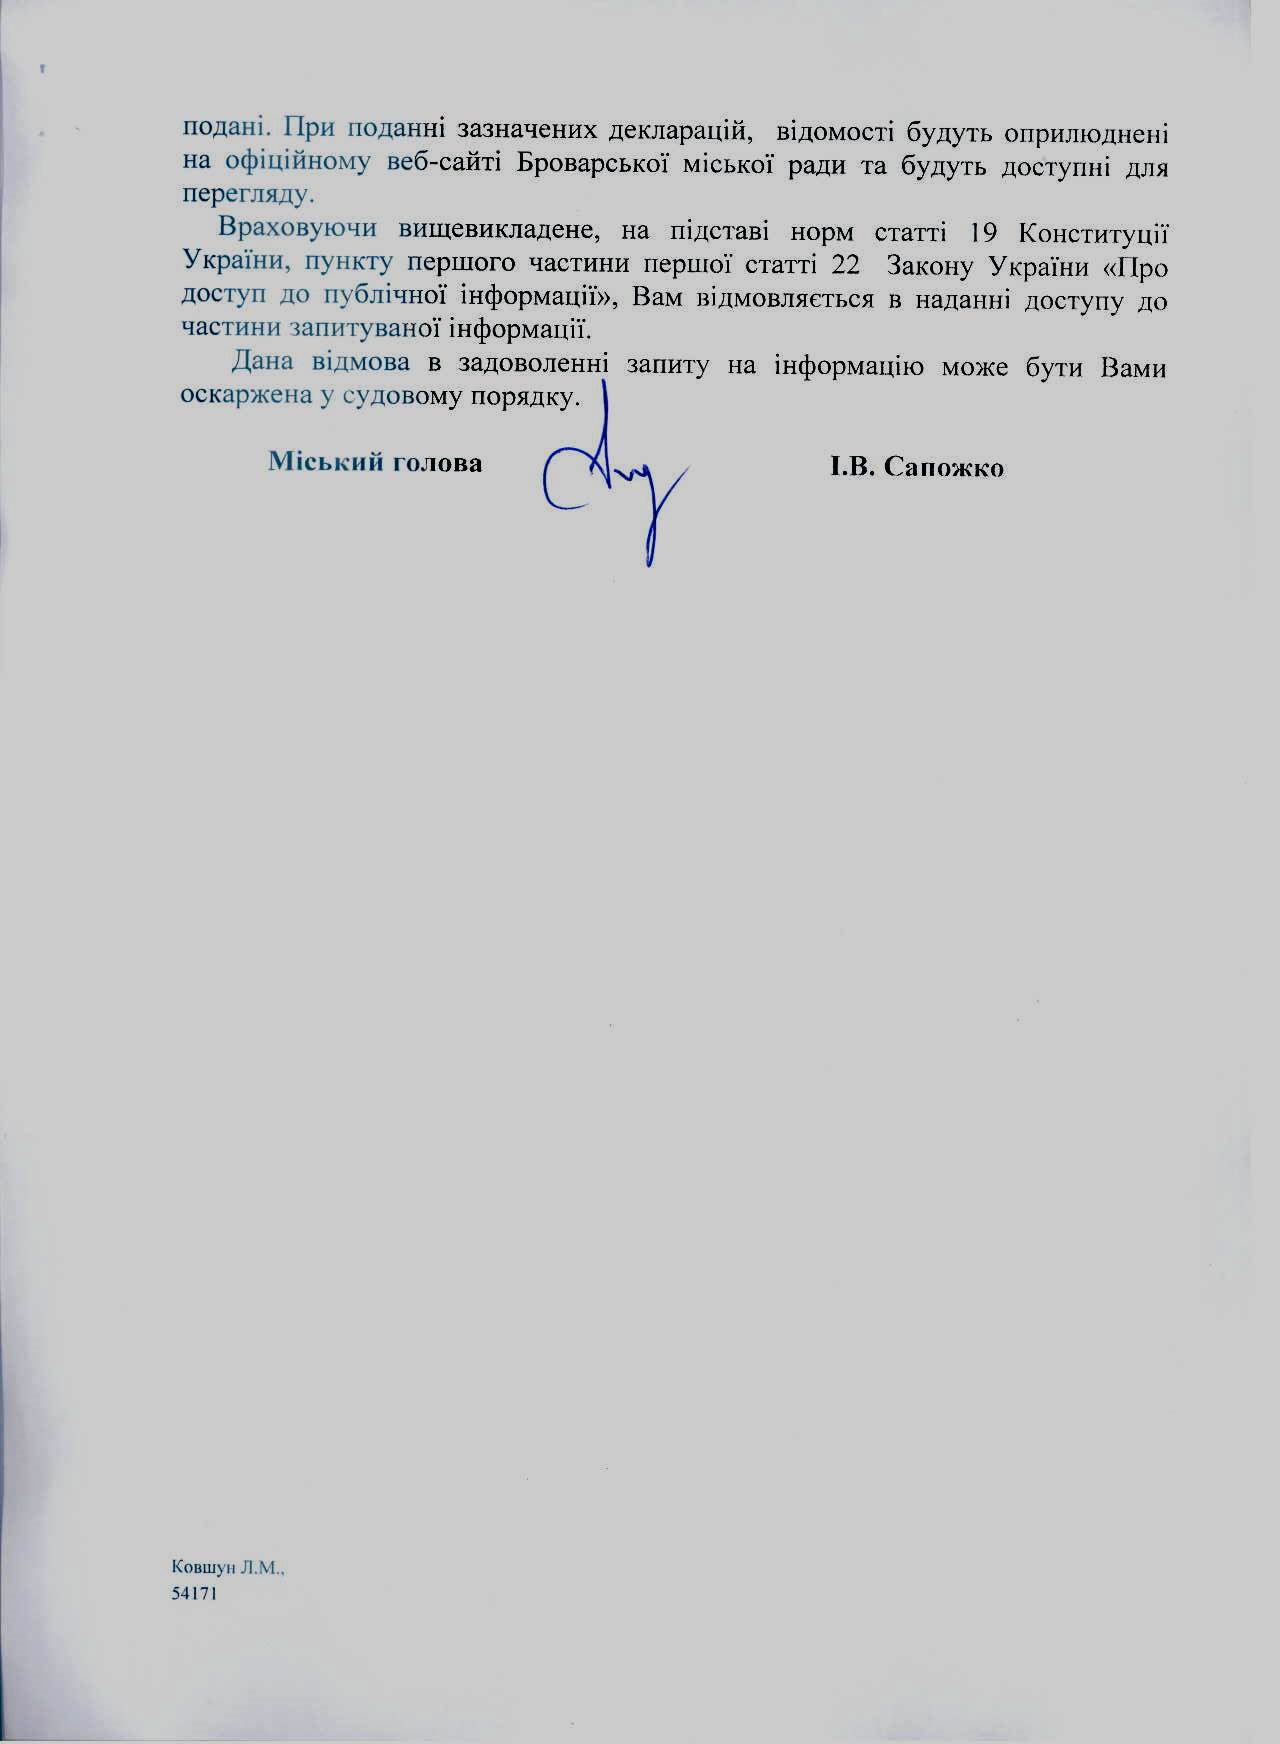 подані. При поданні зазначених декларацій, відомості будуть оприлюднені
на офіційному веб-сайті Броварської міської ради та будуть доступні для
перегляду.
Враховуючи вищевикладене, на підставі норм статті 19 Конституції
України, пункту першого частини першої статті 22 Закону України «Про
доступ до публічної інформації», Вам відмовляється в наданні доступу до
частини запитуваної інформації.
Дана відмова в задоволенні запиту на інформацію може бути Вами
оскаржена у судовому порядку.
Міський голова І.В. Сапожко
Ковшун Л.М.,
54171